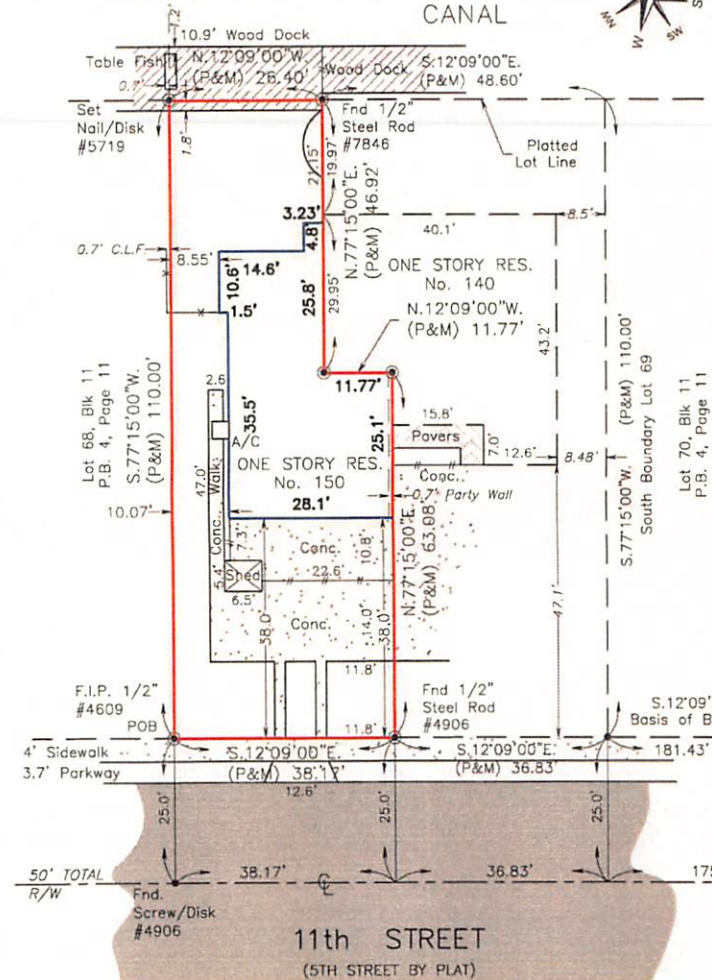 CANAL
S
SW
W
NW
1.2'
10.9' Wood Dock
Table Fish
N.12°09'00"W.
(P&M) 26.40'
Wood Dock
S.12°09'00"E.
(P&M) 48.60'
0.7'
Set
Nail/Disk
#5719
1.8'
Fnd 1/2"
Steel Rod
#7846
Platted
Lot Line
21.15'
19.97'
N.77°15'00"E.
(P&M) 46.92'
3.23'
4.8'
40.1'
8.5'
0.7' C.L.F.
8.55'
14.6'
10.6'
1.5'
25.8'
29.95'
ONE STORY RES.
No. 140
N.12°09'00"W.
(P&M) 11.77'
43.2'
11.77'
Lot 68, Blk 11
P.B. 4, Page 11
S.77°15'00"W.
(P&M) 110.00'
2.6
35.5'
A/C
25.1'
15.8'
Pavers
7.0'
12.6'
8.48'
Conc.
0.7' Party Wall
S.77°15'00"W. (P&M) 110.00'
South Boundary Lot 69
Lot 70, Blk 11
P.B. 4, Page 11
ONE STORY RES.
No. 150
47.0'
Conc. Walk
10.07'
28.1'
7.3'
Conc.
10.8'
N.77°15'00"E.
(P&M) 63.08'
5.4'
Shed
22.6'
6.5'
Conc.
38.0'
14.0'
38.0'
47.1'
11.8'
F.I.P. 1/2"
#4609
POB
11.8'
Fnd 1/2"
Steel Rod
#4906
S.12°09'
Basis of B
4' Sidewalk
S.12°09'00"E.
S.12°09'00"E.
181.43'
3.7' Parkway
(P&M) 38.17'
(P&M) 36.83'
12.6'
25.0'
25.0'
25.0'
50' TOTAL
R/W
38.17'
CL
36.83'
175
Fnd.
Screw/Disk
#4906
11th STREET
(5TH STREET BY PLAT)